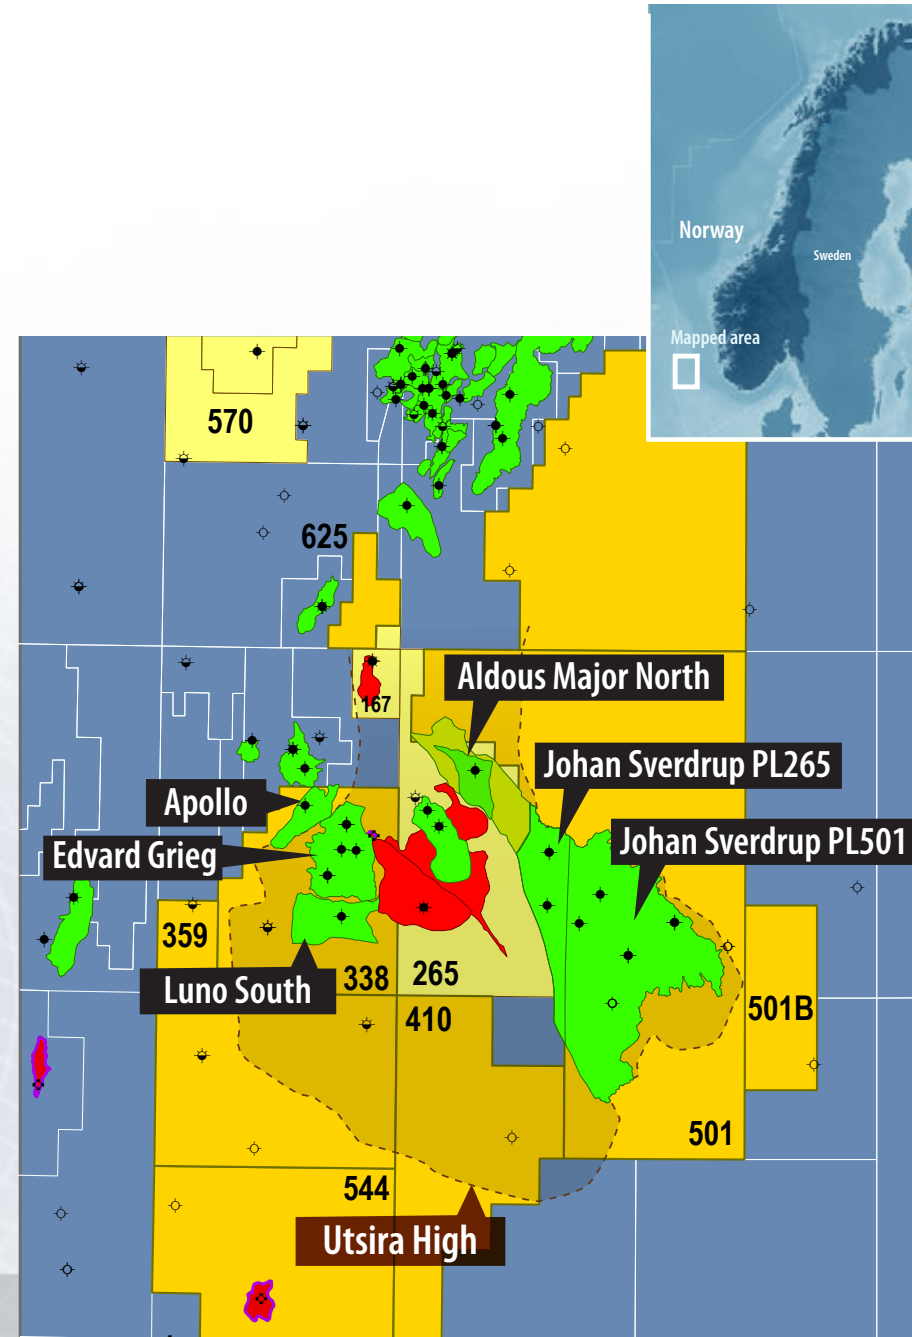 Norway
Sweden
Mapped area
570
625
167
Aldous Major North
Johan Sverdrup PL265
Apollo
Johan Sverdrup PL501
Edvard Grieg
359
338
265
Luno South
410
501B
501
544
Utsira High